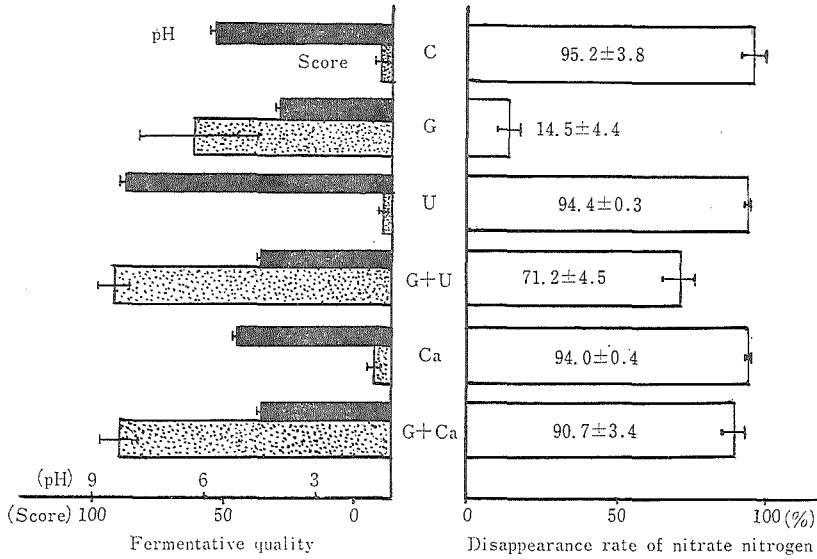 pH
Score
C
95.2±3.8
G
14.5±4.4
U
94.4±0.3
G+U
71.2±4.5
Ca
94.0±0.4
G+Ca
90.7±3.4
(pH) 9 6 3
(Score) 100 50 0
0 50 100 (%)
Fermentative quality
Disappearance rate of nitrate nitrogen